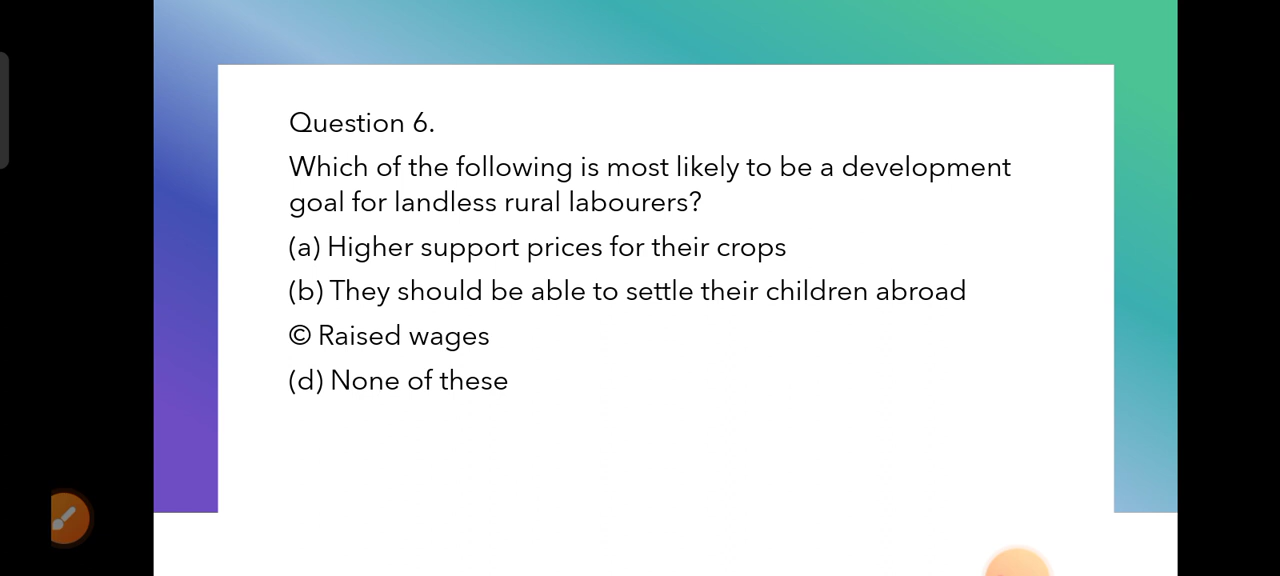 Question 6.
Which of the following is most likely to be a development
goal for landless rural labourers?
(a) Higher support prices for their crops
(b) They should be able to settle their children abroad
© Raised wages
(d) None of these